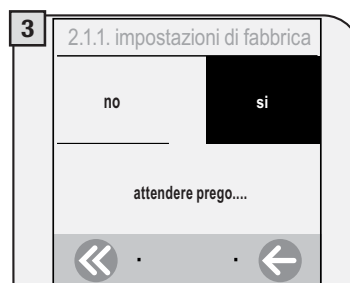 3
2.1.1. impostazioni di fabbrica
no
si
attendere prego....